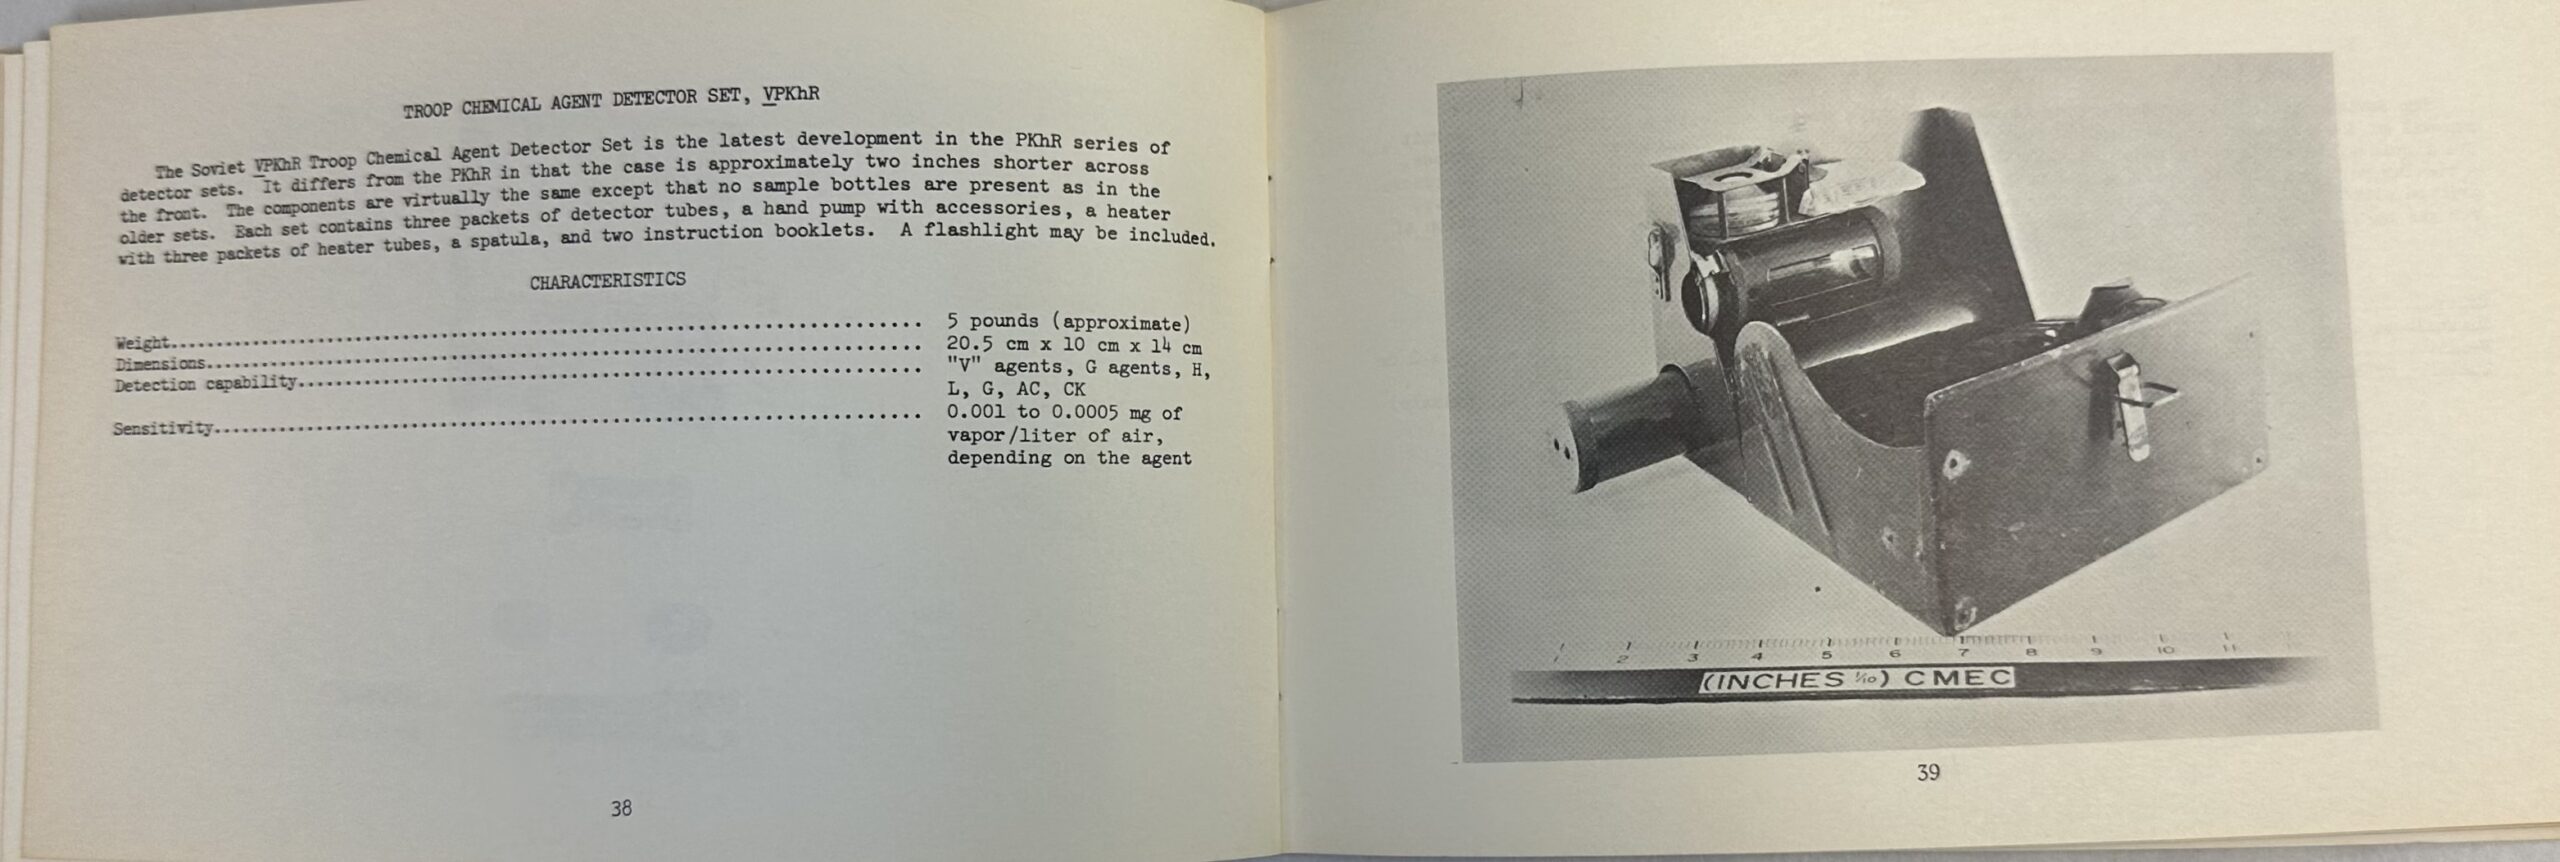 TROOP CHEMICAL AGENT DETECTOR SET, VPKhR
The Soviet VPKhR Troop Chemical Agent Detector Set is the latest development in the PKhR series of
detector sets. It differs from the PKhR in that the case is approximately two inches shorter across
the front. The components are virtually the same except that no sample bottles are present as in the
older sets. Each set contains three packets of detector tubes, a hand pump with accessories, a heater
with three packets of heater tubes, a spatula, and two instruction booklets. A flashlight may be included.
CHARACTERISTICS
Weight.................... 5 pounds (approximate)
Dimensions.................... 20.5 cm x 10 cm x 14 cm
Detection capability.................... "V" agents, G agents, H,
L, G, AC, CK
Sensitivity.................... 0.001 to 0.0005 mg of
vapor/liter of air,
depending on the agent
38
1 2 3 4 5 6 7 8 9 10 11
(INCHES 1/10) CMEC
39